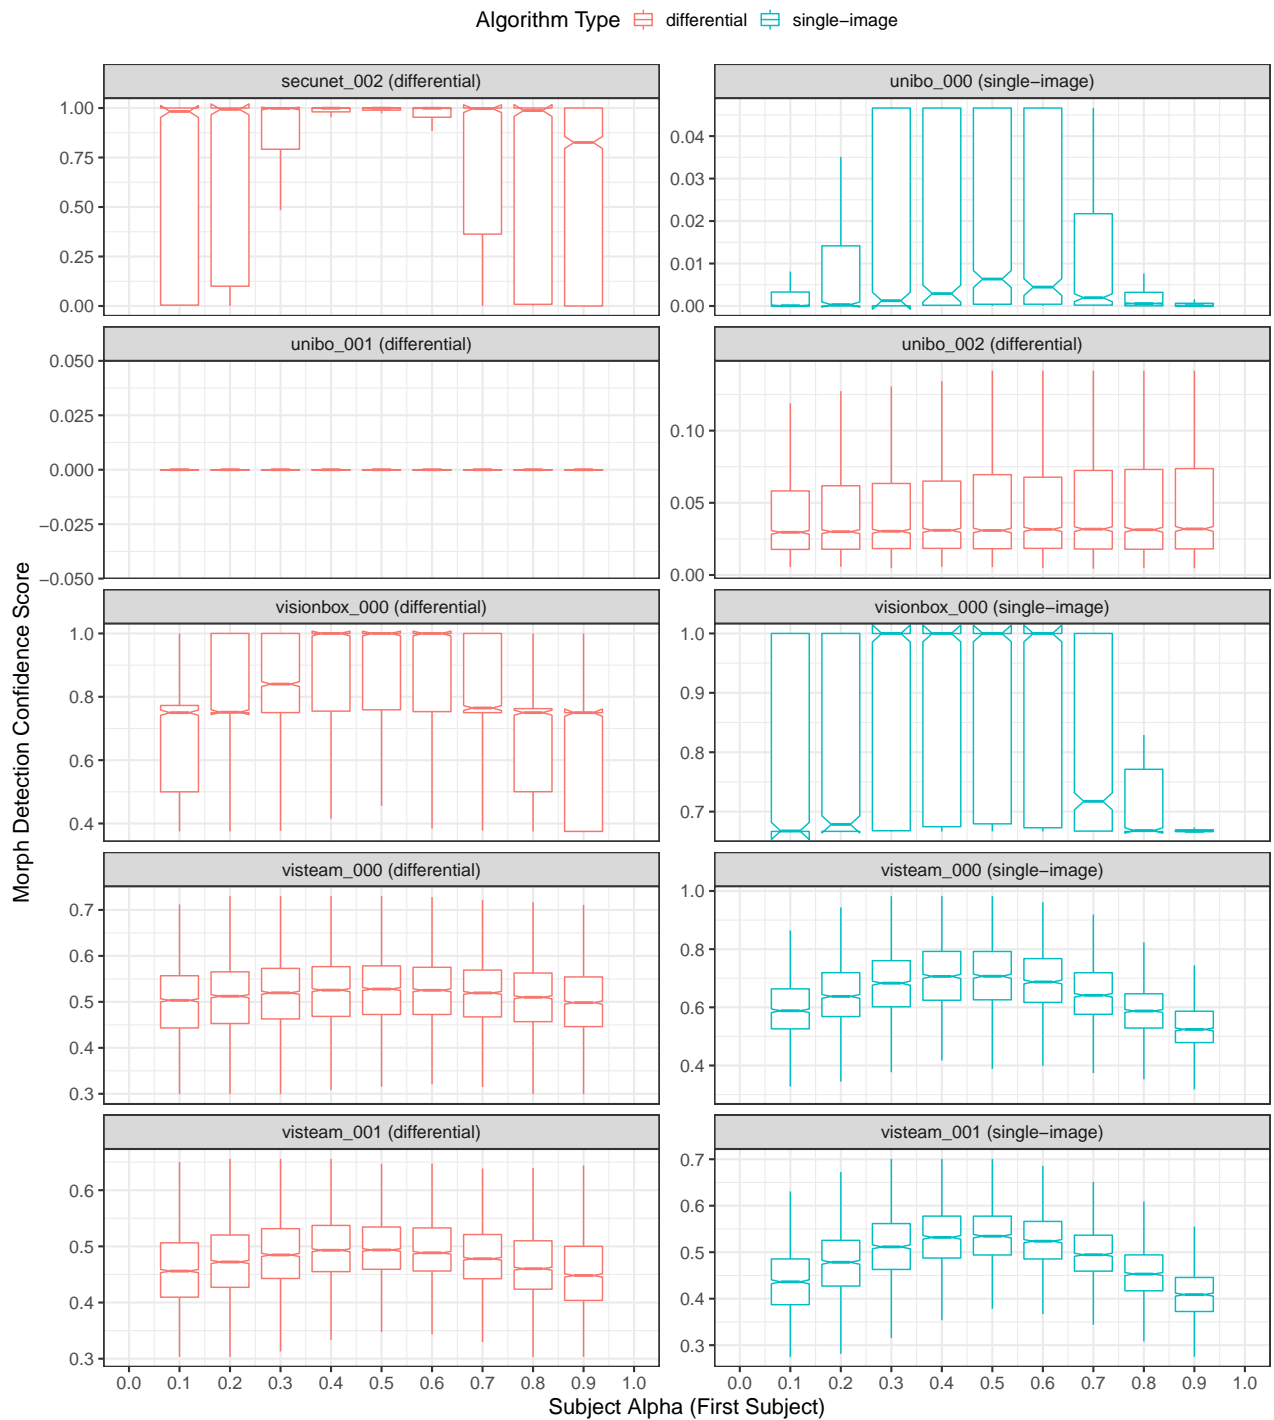 Algorithm Type differential single−image
secunet_002 (differential)
unibo_000 (single−image)
1.00
0.75
0.50
0.25
0.00
0.04
0.03
0.02
0.01
0.00
unibo_001 (differential)
unibo_002 (differential)
0.050
0.025
0.000
−0.025
−0.050
0.10
0.05
0.00
visionbox_000 (differential)
visionbox_000 (single−image)
1.0
0.8
0.6
0.4
1.0
0.9
0.8
0.7
Morph Detection Confidence Score
visteam_000 (differential)
visteam_000 (single−image)
0.7
0.6
0.5
0.4
0.3
1.0
0.8
0.6
0.4
visteam_001 (differential)
visteam_001 (single−image)
0.6
0.5
0.4
0.3
0.7
0.6
0.5
0.4
0.3
0.0 0.1 0.2 0.3 0.4 0.5 0.6 0.7 0.8 0.9 1.0
0.0 0.1 0.2 0.3 0.4 0.5 0.6 0.7 0.8 0.9 1.0
Subject Alpha (First Subject)